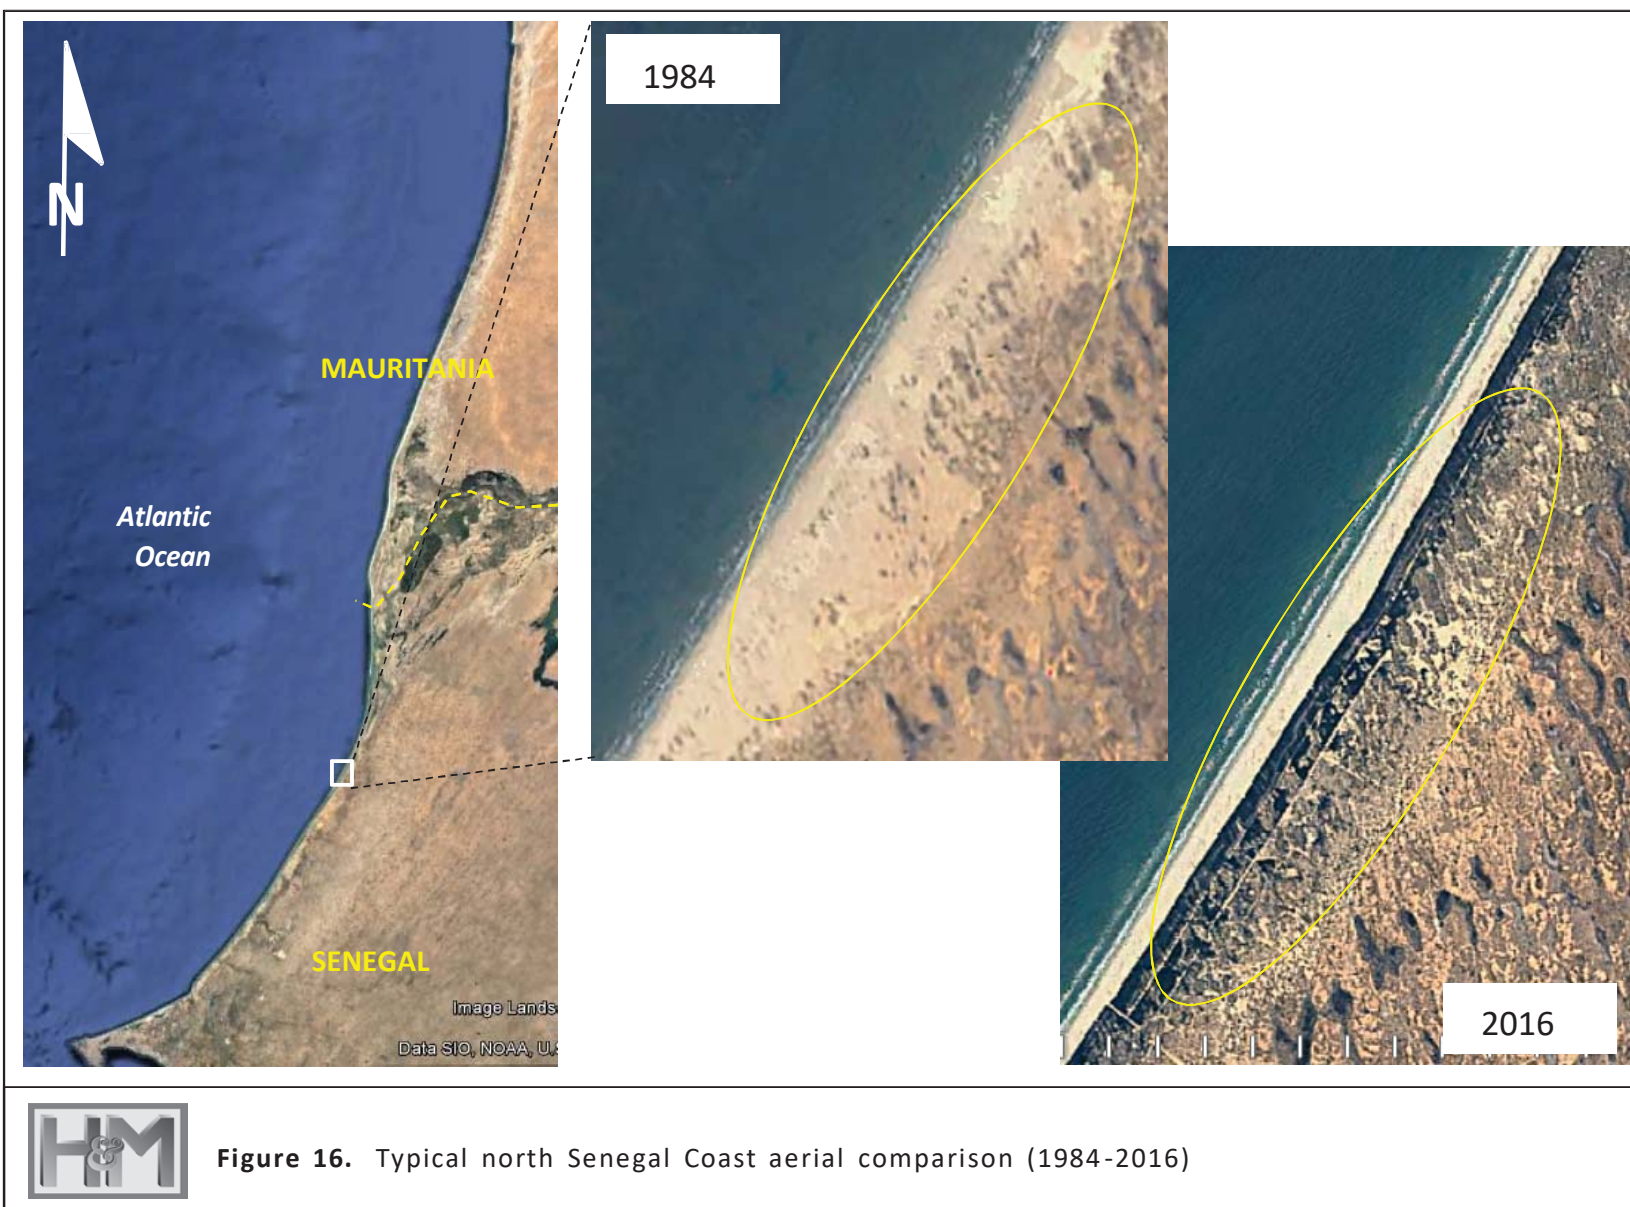 N
MAURITANIA
Atlantic
Ocean
SENEGAL
Image Lands
Data SIO, NOAA, U.S
1984
2016
H&M
Figure 16. Typical north Senegal Coast aerial comparison (1984-2016)